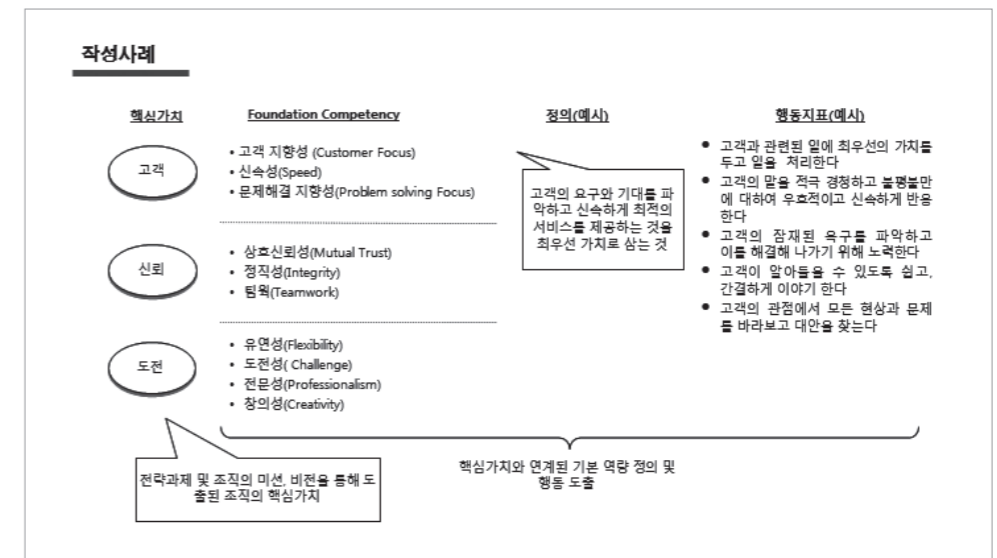 작성사례
핵심가치
Foundation Competency
정의(예시)
행동지표(예시)
고객
• 고객 지향성 (Customer Focus)
• 신속성(Speed)
• 문제해결 지향성(Problem solving Focus)
고객의 요구와 기대를 파
악하고 신속하게 최적의
서비스를 제공하는 것을
최우선 가치로 삼는 것
● 고객과 관련된 일에 최우선의 가치를
두고 일을 처리한다
● 고객의 말을 적극 경청하고 불평불만
에 대하여 우호적이고 신속하게 반응
한다
● 고객의 잠재된 욕구를 파악하고
이를 해결해 나가기 위해 노력한다
● 고객이 알아들을 수 있도록 쉽고,
간결하게 이야기 한다
● 고객의 관점에서 모든 현상과 문제
를 바라보고 대안을 찾는다
신뢰
• 상호신뢰성(Mutual Trust)
• 정직성(Integrity)
• 팀웍(Teamwork)
도전
• 유연성(Flexibility)
• 도전성( Challenge)
• 전문성(Professionalism)
• 창의성(Creativity)
전략과제 및 조직의 미션, 비전을 통해 도
출된 조직의 핵심가치
핵심가치와 연계된 기본 역량 정의 및
행동 도출